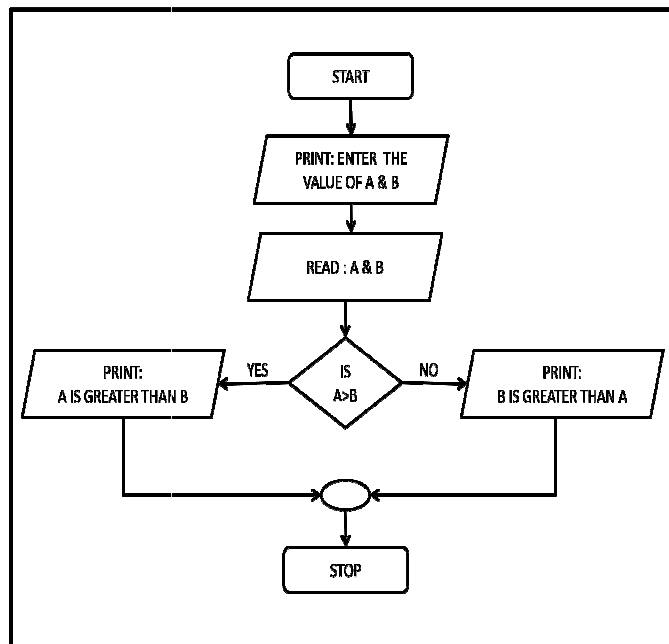 START
PRINT: ENTER THE
VALUE OF A & B
READ : A & B
IS
A>B
YES
NO
PRINT:
A IS GREATER THAN B
PRINT:
B IS GREATER THAN A
STOP